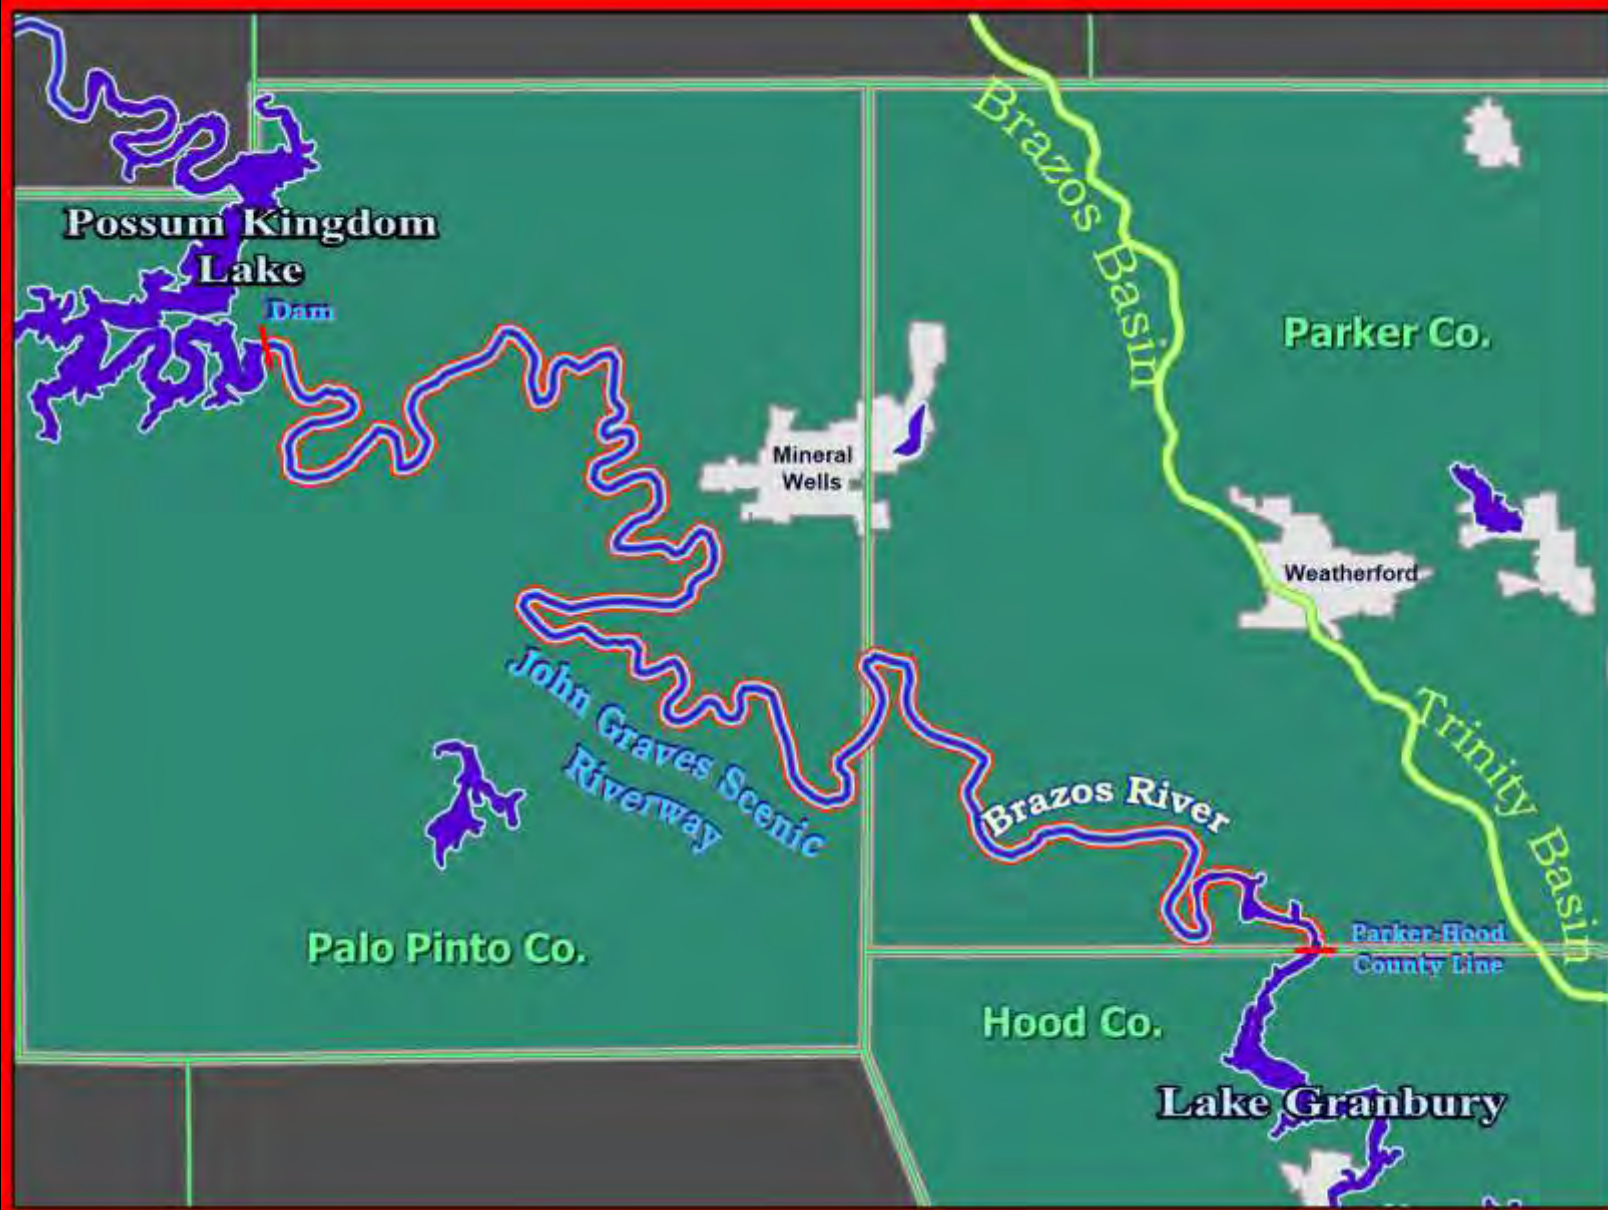 Brazos Basin
Possum Kingdom
Lake
Dam
Parker Co.
Mineral
Wells
Weatherford
John Graves Scenic
Riverway
Trinity Basin
Brazos River
Palo Pinto Co.
Parker-Hood
County Line
Hood Co.
Lake Granbury